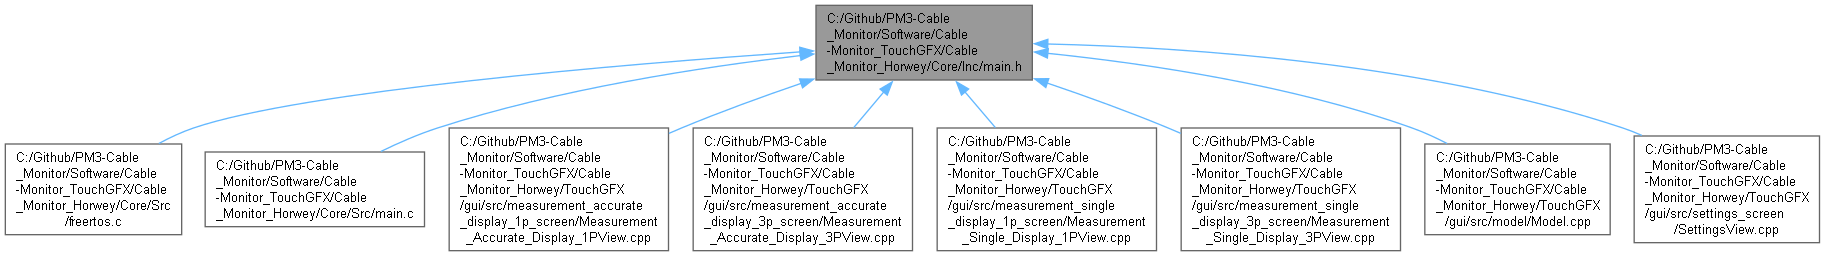 C:/Github/PM3-Cable
_Monitor/Software/Cable
-Monitor_TouchGFX/Cable
_Monitor_Horwey/Core/Inc/main.h
C:/Github/PM3-Cable
_Monitor/Software/Cable
-Monitor_TouchGFX/Cable
_Monitor_Horwey/Core/Src
/freertos.c
C:/Github/PM3-Cable
_Monitor/Software/Cable
-Monitor_TouchGFX/Cable
_Monitor_Horwey/Core/Src/main.c
C:/Github/PM3-Cable
_Monitor/Software/Cable
-Monitor_TouchGFX/Cable
_Monitor_Horwey/TouchGFX
/gui/src/measurement_accurate
_display_1p_screen/Measurement
_Accurate_Display_1PView.cpp
C:/Github/PM3-Cable
_Monitor/Software/Cable
-Monitor_TouchGFX/Cable
_Monitor_Horwey/TouchGFX
/gui/src/measurement_accurate
_display_3p_screen/Measurement
_Accurate_Display_3PView.cpp
C:/Github/PM3-Cable
_Monitor/Software/Cable
-Monitor_TouchGFX/Cable
_Monitor_Horwey/TouchGFX
/gui/src/measurement_single
_display_1p_screen/Measurement
_Single_Display_1PView.cpp
C:/Github/PM3-Cable
_Monitor/Software/Cable
-Monitor_TouchGFX/Cable
_Monitor_Horwey/TouchGFX
/gui/src/measurement_single
_display_3p_screen/Measurement
_Single_Display_3PView.cpp
C:/Github/PM3-Cable
_Monitor/Software/Cable
-Monitor_TouchGFX/Cable
_Monitor_Horwey/TouchGFX
/gui/src/model/Model.cpp
C:/Github/PM3-Cable
_Monitor/Software/Cable
-Monitor_TouchGFX/Cable
_Monitor_Horwey/TouchGFX
/gui/src/settings_screen
/SettingsView.cpp